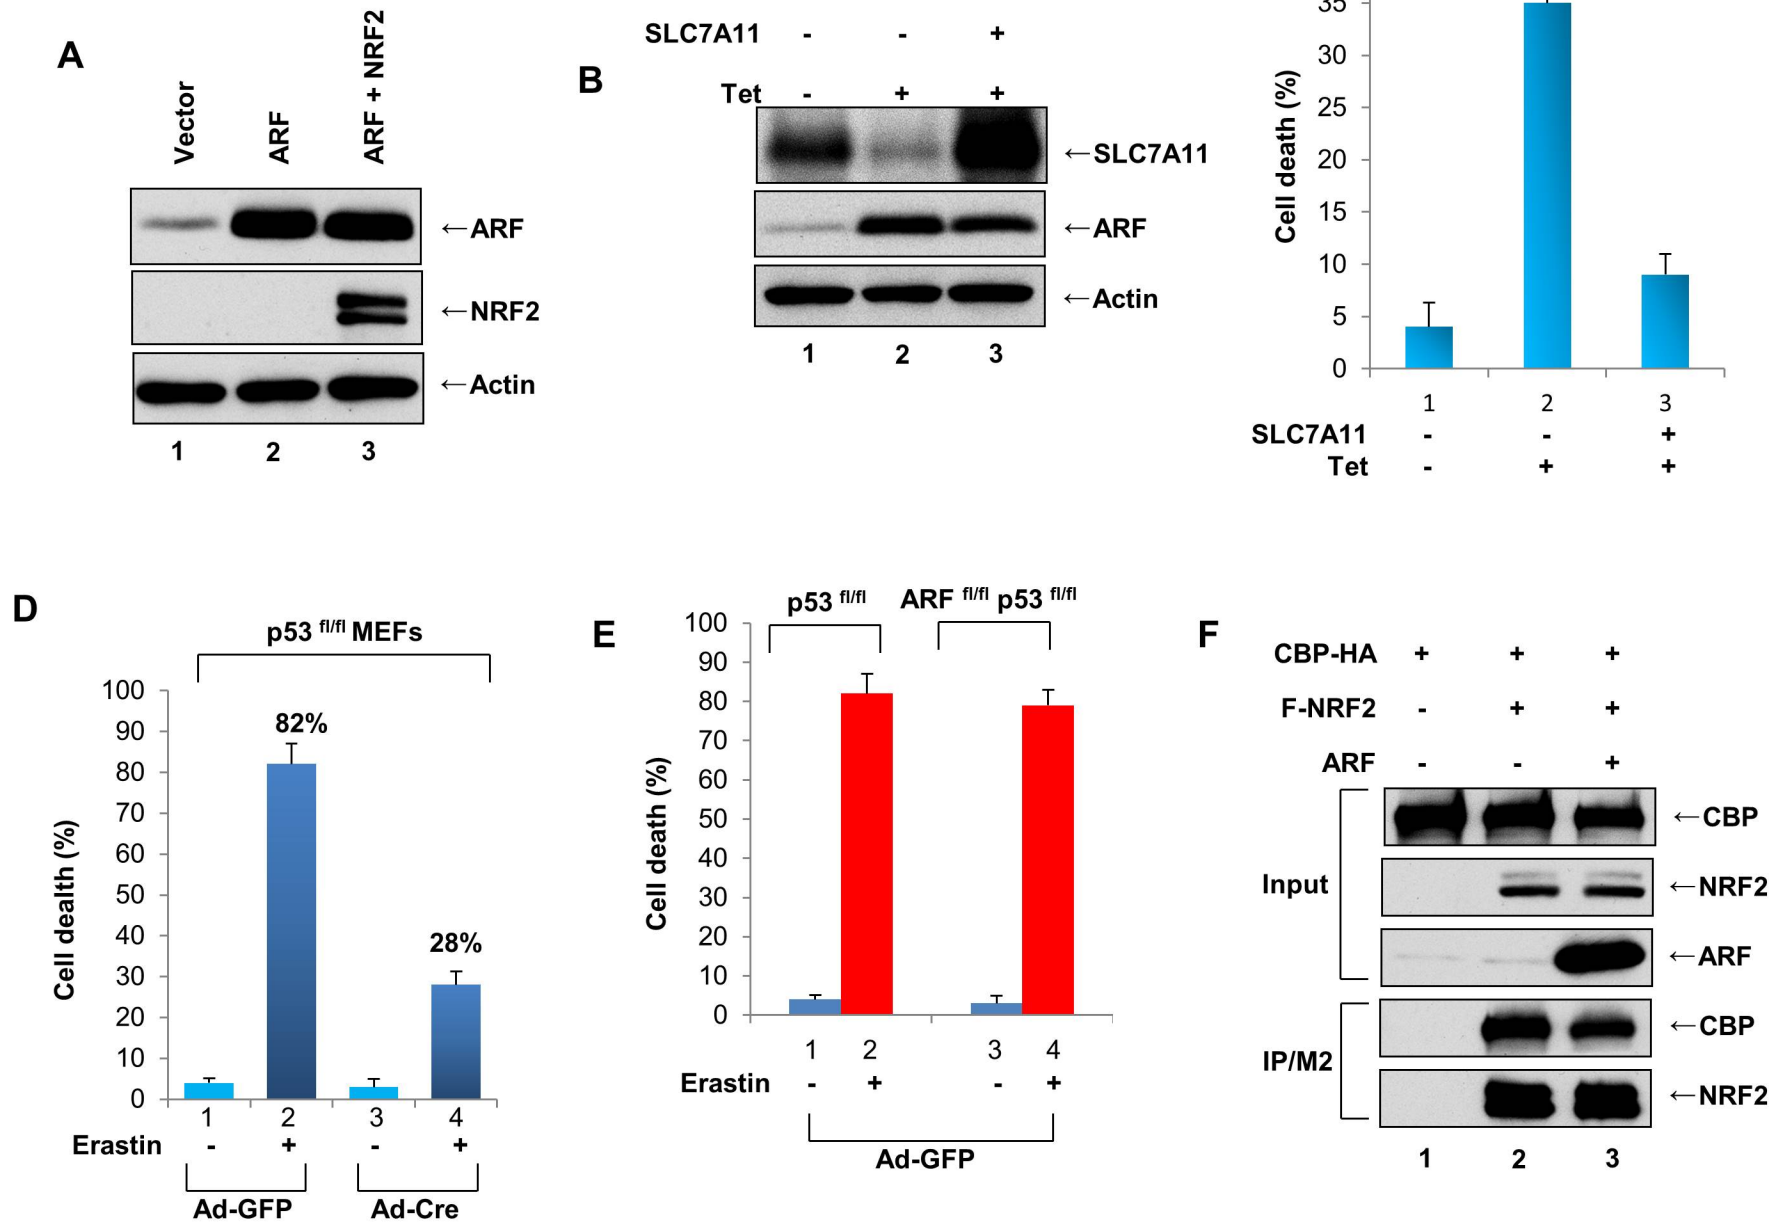 A
Vector
ARF
ARF + NRF2
←ARF
←NRF2
←Actin
1 2 3
B
SLC7A11 - - +
Tet - + +
←SLC7A11
←ARF
←Actin
1 2 3
Cell death (%)
35
30
25
20
15
10
5
0
1 2 3
SLC7A11 - - +
Tet - + +
D
p53 fl/fl MEFs
Cell dealth (%)
100
90
80
70
60
50
40
30
20
10
0
82%
28%
1 2 3 4
Erastin - + - +
Ad-GFP Ad-Cre
E
p53 fl/fl ARF fl/fl p53 fl/fl
Cell death (%)
100
90
80
70
60
50
40
30
20
10
0
1 2 3 4
Erastin - + - +
Ad-GFP
F
CBP-HA + + +
F-NRF2 - + +
ARF - - +
Input
←CBP
←NRF2
←ARF
IP/M2
←CBP
←NRF2
1 2 3